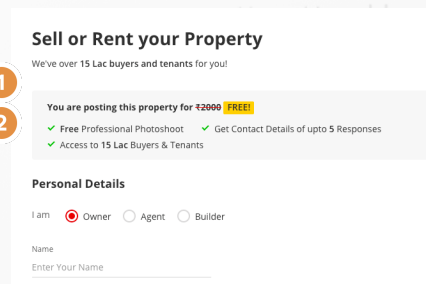 Sell or Rent your Property
We've over 15 Lac buyers and tenants for you!
1
You are posting this property for ₹2000 FREE!
2
Free Professional Photoshoot Get Contact Details of upto 5 Responses
Access to 15 Lac Buyers & Tenants
Personal Details
I am Owner Agent Builder
Name
Enter Your Name